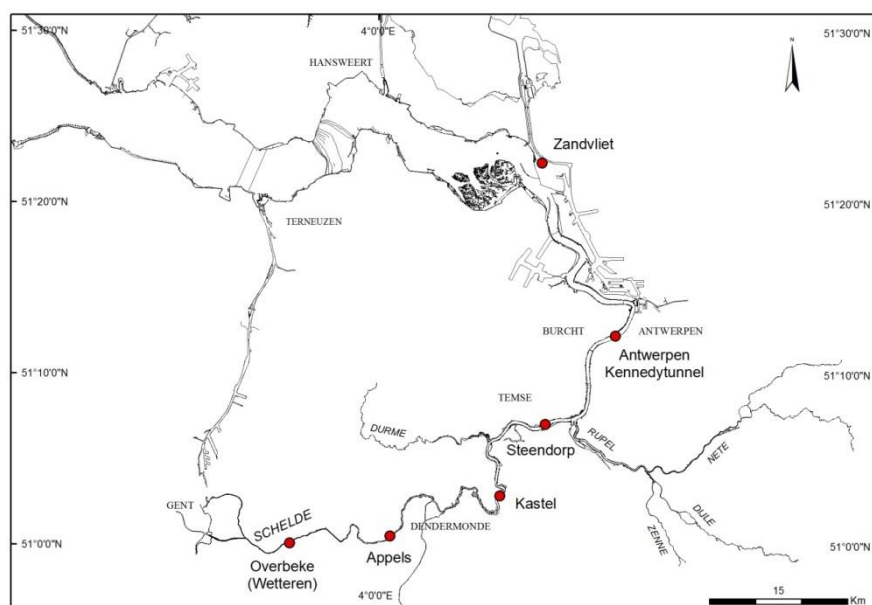 4°0'0"E
51°30'0"N
51°30'0"N
N
HANSWEERT
Zandvliet
51°20'0"N
51°20'0"N
TERNEUZEN
BURCHT
ANTWERPEN
Antwerpen
Kennedytunnel
51°10'0"N
51°10'0"N
TEMSE
DURME
Steendorp
RUPEL
NETE
Kastel
GENT
SCHELDE
DENDERMONDE
DIJLE
ZENNE
51°0'0"N
51°0'0"N
Overbeke
(Wetteren)
Appels
4°0'0"E
15
Km